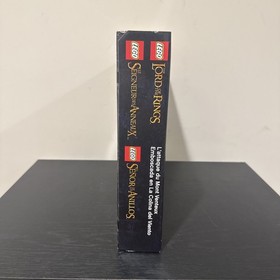 LEGO
THE LORD OF THE RINGS
LEGO
LE SEIGNEUR DES ANNEAUX
LEGO
EL SEÑOR DE LOS ANILLOS
L'attaque du Mont Venteux
Emboscada en La Colina del Viento